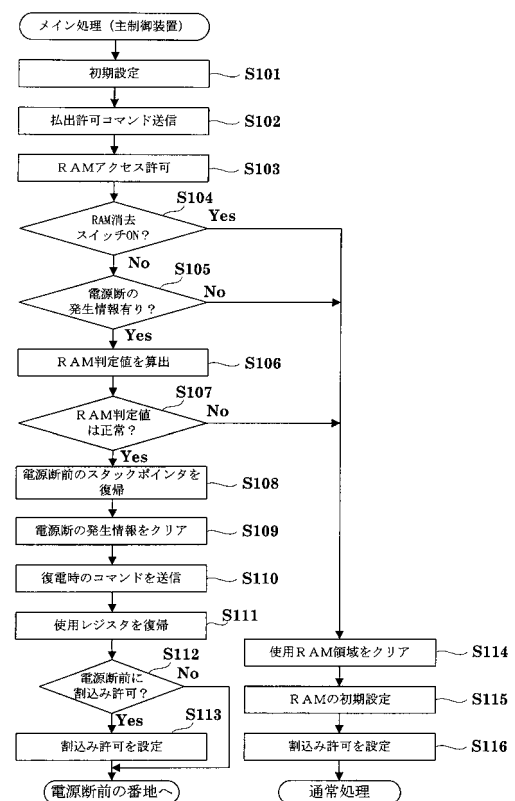 メイン処理（主制御装置）
初期設定
S101
払出許可コマンド送信
S102
RAMアクセス許可
S103
S104
RAM消去
スイッチON？
Yes
No
S105
電源断の
発生情報有り？
No
Yes
RAM判定値を算出
S106
S107
RAM判定値
は正常？
No
Yes
電源断前のスタックポインタを
復帰
S108
電源断の発生情報をクリア
S109
復電時のコマンドを送信
S110
使用レジスタを復帰
S111
S112
電源断前に
割込み許可？
No
Yes
S113
割込み許可を設定
電源断前の番地へ
使用RAM領域をクリア
S114
RAMの初期設定
S115
割込み許可を設定
S116
通常処理